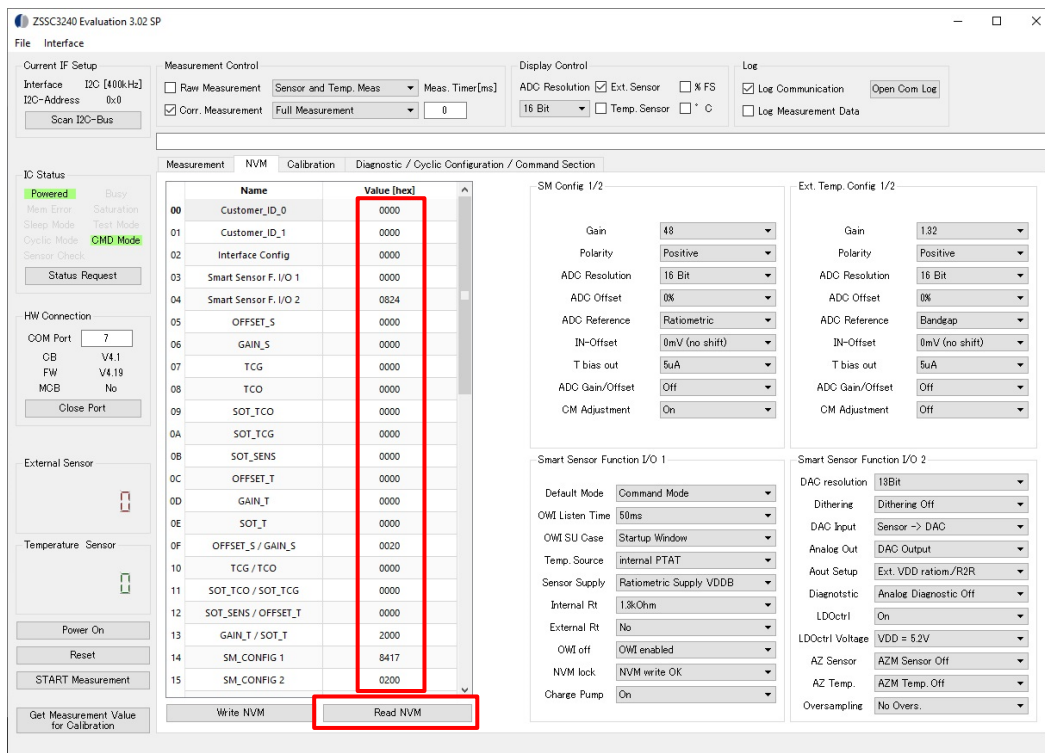 ZSSC3240 Evaluation 3.02 SP
File Interface
Current IF Setup
Interface I2C [400kHz]
I2C-Address 0x0
Scan I2C-Bus
Measurement Control
Raw Measurement Sensor and Temp. Meas Meas. Timer[ms]
Corr. Measurement Full Measurement 0
Display Control
ADC Resolution Ext. Sensor % FS
16 Bit Temp. Sensor ° C
Log
Log Communication Open Com Log
Log Measurement Data
Measurement NVM Calibration Diagnostic / Cyclic Configuration / Command Section
IC Status
Powered Busy
Mem Error Saturation
Sleep Mode Test Mode
Cyclic Mode CMD Mode
Sensor Check
Status Request
HW Connection
COM Port 7
CB V4.1
FW V4.19
MCB No
Close Port
External Sensor
0
Temperature Sensor
0
Power On
Reset
START Measurement
Get Measurement Value
for Calibration
Name Value [hex]
00 Customer_ID_0 0000
01 Customer_ID_1 0000
02 Interface Config 0000
03 Smart Sensor F. I/O 1 0000
04 Smart Sensor F. I/O 2 0824
05 OFFSET_S 0000
06 GAIN_S 0000
07 TCG 0000
08 TCO 0000
09 SOT_TCO 0000
0A SOT_TCG 0000
0B SOT_SENS 0000
0C OFFSET_T 0000
0D GAIN_T 0000
0E SOT_T 0000
0F OFFSET_S / GAIN_S 0020
10 TCG / TCO 0000
11 SOT_TCO / SOT_TCG 0000
12 SOT_SENS / OFFSET_T 0000
13 GAIN_T / SOT_T 2000
14 SM_CONFIG 1 8417
15 SM_CONFIG 2 0200
Write NVM Read NVM
SM Config 1/2
Gain 48
Polarity Positive
ADC Resolution 16 Bit
ADC Offset 0%
ADC Reference Ratiometric
IN-Offset 0mV (no shift)
T bias out 5uA
ADC Gain/Offset Off
CM Adjustment On
Ext. Temp. Config 1/2
Gain 1.32
Polarity Positive
ADC Resolution 16 Bit
ADC Offset 0%
ADC Reference Bandgap
IN-Offset 0mV (no shift)
T bias out 5uA
ADC Gain/Offset Off
CM Adjustment Off
Smart Sensor Function I/O 1
Default Mode Command Mode
OWI Listen Time 50ms
OWI SU Case Startup Window
Temp. Source internal PTAT
Sensor Supply Ratiometric Supply VDDB
Internal Rt 1.3kOhm
External Rt No
OWI off OWI enabled
NVM lock NVM write OK
Charge Pump On
Smart Sensor Function I/O 2
DAC resolution 13Bit
Dithering Dithering Off
DAC Input Sensor -> DAC
Analog Out DAC Output
Aout Setup Ext. VDD ratiom./R2R
Diagnotstic Analog Diagnostic Off
LDOctrl On
LDOctrl Voltage VDD = 5.2V
AZ Sensor AZM Sensor Off
AZ Temp. AZM Temp. Off
Oversampling No Overs.